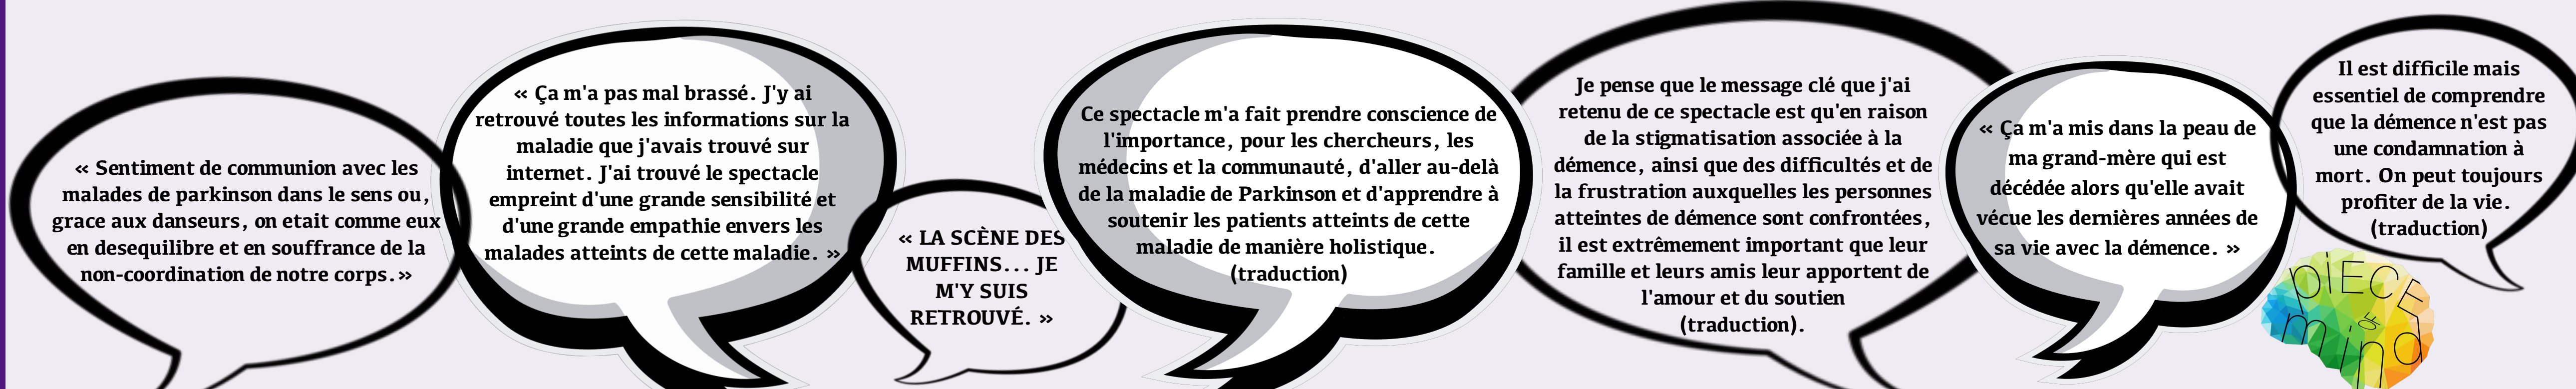 « Sentiment de communion avec les
malades de parkinson dans le sens ou,
grace aux danseurs, on etait comme eux
en desequilibre et en souffrance de la
non-coordination de notre corps.»
« Ça m'a pas mal brassé. J'y ai
retrouvé toutes les informations sur la
maladie que j'avais trouvé sur
internet. J'ai trouvé le spectacle
empreint d'une grande sensibilité et
d'une grande empathie envers les
malades atteints de cette maladie. »
« LA SCÈNE DES
MUFFINS... JE
M'Y SUIS
RETROUVÉ. »
Ce spectacle m'a fait prendre conscience de
l'importance, pour les chercheurs, les
médecins et la communauté, d'aller au-delà
de la maladie de Parkinson et d'apprendre à
soutenir les patients atteints de cette
maladie de manière holistique.
(traduction)
Je pense que le message clé que j'ai
retenu de ce spectacle est qu'en raison
de la stigmatisation associée à la
démence, ainsi que des difficultés et de
la frustration auxquelles les personnes
atteintes de démence sont confrontées,
il est extrêmement important que leur
famille et leurs amis leur apportent de
l'amour et du soutien
(traduction).
« Ça m'a mis dans la peau de
ma grand-mère qui est
décédée alors qu'elle avait
vécue les dernières années de
sa vie avec la démence. »
Il est difficile mais
essentiel de comprendre
que la démence n'est pas
une condamnation à
mort. On peut toujours
profiter de la vie.
(traduction)
piECE
of
mind